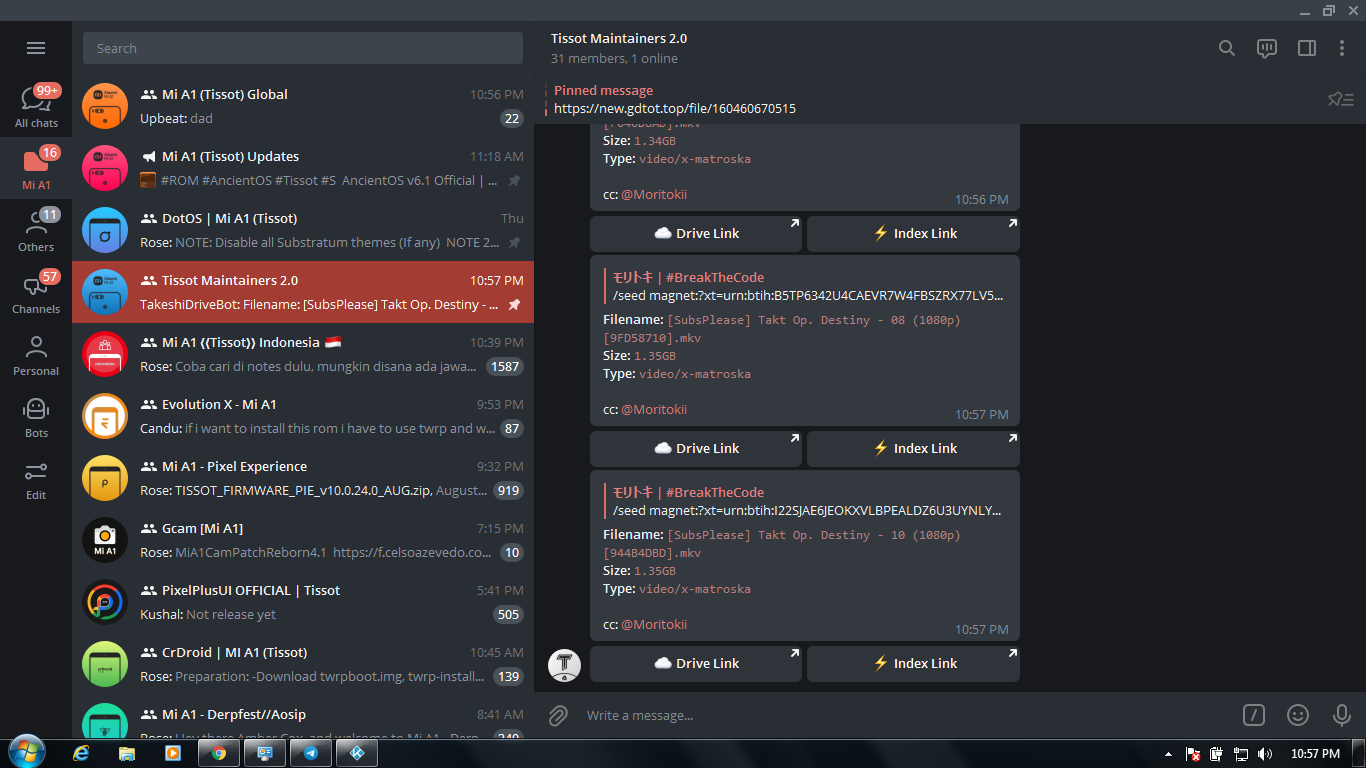 Search
99+
All chats
16
Mi A1
11
Others
57
Channels
Personal
Bots
Edit
Mi A1 (Tissot) Global 10:56 PM
Upbeat: dad 22
Mi A1 (Tissot) Updates 11:18 AM
#ROM #AncientOS #Tissot #S AncientOS v6.1 Official | ...
DotOS | Mi A1 (Tissot) Thu
Rose: NOTE: Disable all Substratum themes (If any) NOTE 2...
Tissot Maintainers 2.0 10:57 PM
TakeshiDriveBot: Filename: [SubsPlease] Takt Op. Destiny - ...
Mi A1 {{Tissot}} Indonesia 🇮🇩 10:39 PM
Rose: Coba cari di notes dulu, mungkin disana ada jawa... 1587
Evolution X - Mi A1 9:53 PM
Candu: if i want to install this rom i have to use twrp and w... 87
Mi A1 - Pixel Experience 9:32 PM
Rose: TISSOT_FIRMWARE_PIE_v10.0.24.0_AUG.zip, August... 919
Gcam [Mi A1] 7:15 PM
Mi A1
Rose: MiA1CamPatchReborn4.1 https://f.celsoazevedo.co... 10
PixelPlusUI OFFICIAL | Tissot 5:41 PM
Kushal: Not release yet 505
CrDroid | MI A1 (Tissot) 10:45 AM
Rose: Preparation: -Download twrpboot.img, twrp-install... 139
Mi A1 - Derpfest//Aosip 8:41 AM
Rose: Hey there Amber Cox, and welcome to Mi A1 - Derp... 240
Tissot Maintainers 2.0
31 members, 1 online
Pinned message
https://new.gdtot.top/file/160460670515
Size: 1.34GB
Type: video/x-matroska
cc: @Moritokii
10:56 PM
☁️ Drive Link ⚡ Index Link
モリトキ | #BreakTheCode
/seed magnet:?xt=urn:btih:B5TP6342U4CAEVR7W4FBSZRX77LV5...
Filename: [SubsPlease] Takt Op. Destiny - 08 (1080p)
[9FD58710].mkv
Size: 1.35GB
Type: video/x-matroska
cc: @Moritokii
10:57 PM
☁️ Drive Link ⚡ Index Link
モリトキ | #BreakTheCode
/seed magnet:?xt=urn:btih:I22SJAE6JEOKXVLBPEALDZ6U3UYNLY...
Filename: [SubsPlease] Takt Op. Destiny - 10 (1080p)
[944B4DBD].mkv
Size: 1.35GB
Type: video/x-matroska
cc: @Moritokii
10:57 PM
☁️ Drive Link ⚡ Index Link
Write a message...
10:57 PM